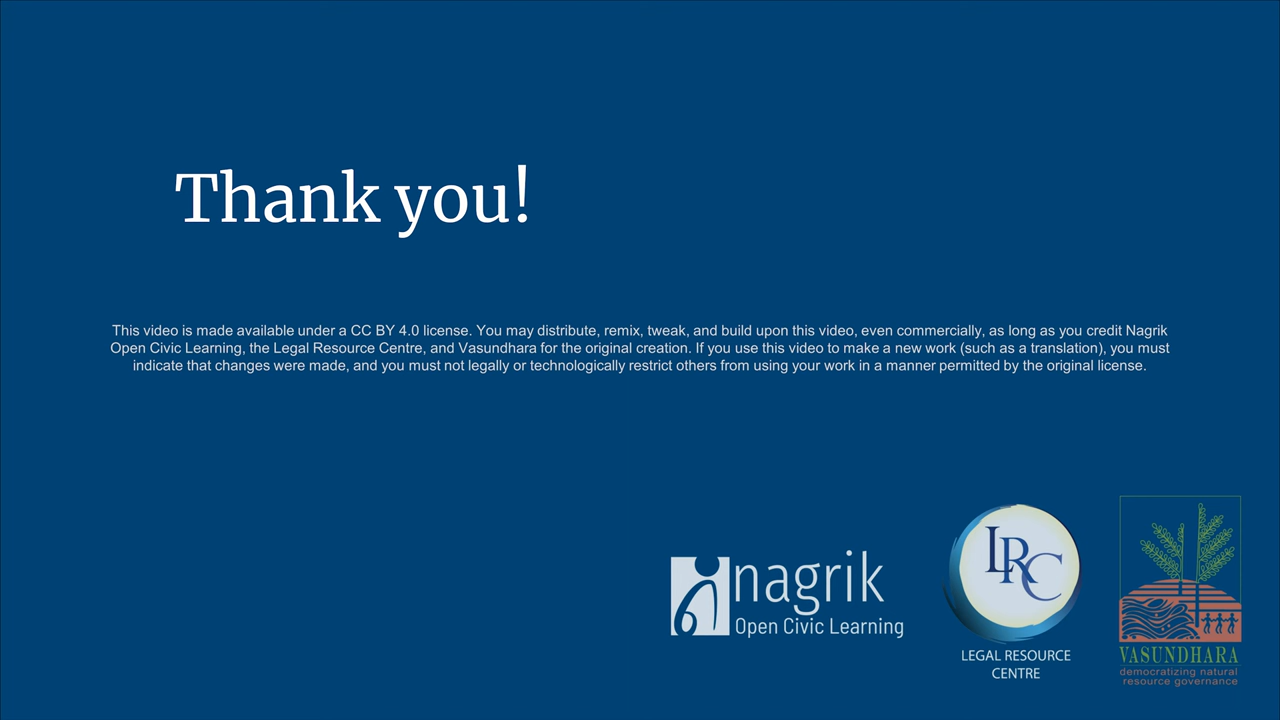 Thank you!
This video is made available under a CC BY 4.0 license. You may distribute, remix, tweak, and build upon this video, even commercially, as long as you credit Nagrik
Open Civic Learning, the Legal Resource Centre, and Vasundhara for the original creation. If you use this video to make a new work (such as a translation), you must
indicate that changes were made, and you must not legally or technologically restrict others from using your work in a manner permitted by the original license.
nagrik
Open Civic Learning
LRC
LEGAL RESOURCE
CENTRE
VASUNDHARA
democratizing natural
resource governance